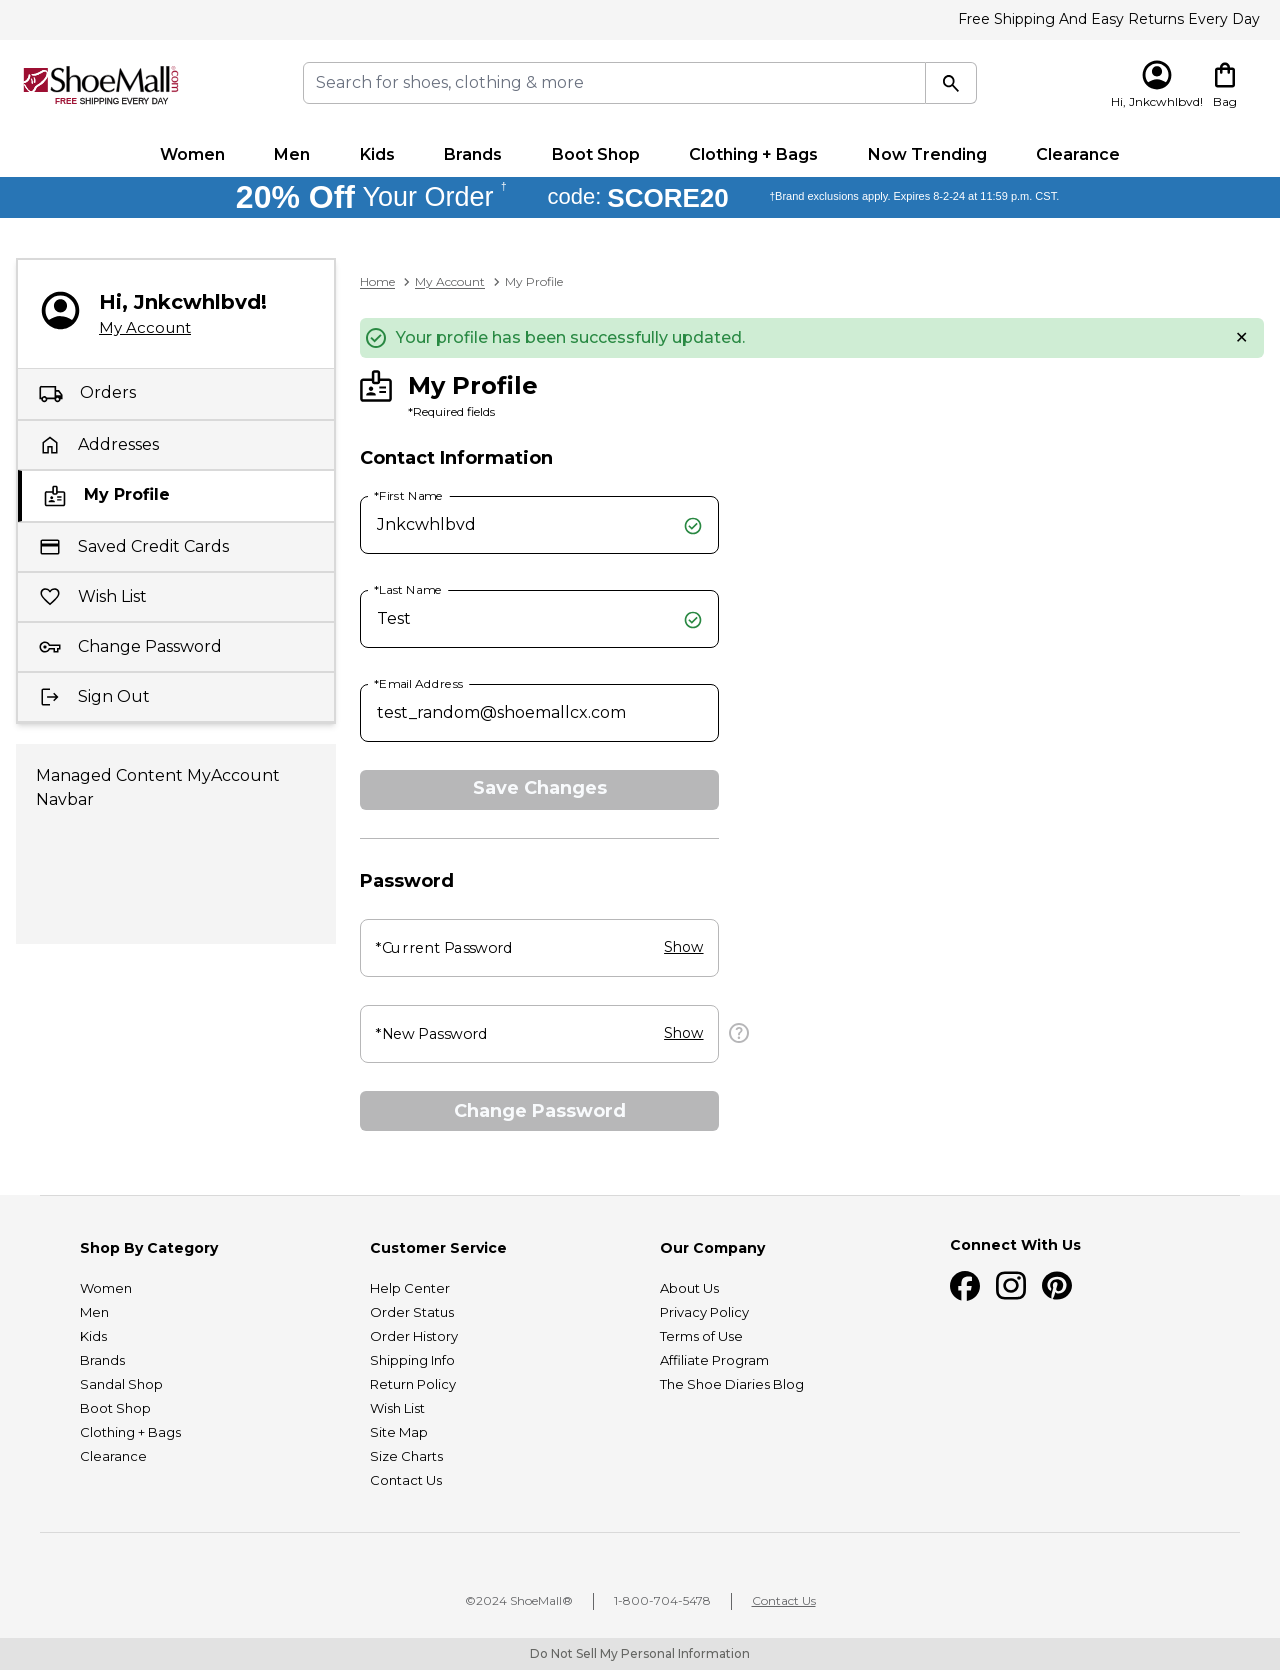 Free Shipping And Easy Returns Every Day
ShoeMall.com
FREE SHIPPING EVERY DAY
Search for shoes, clothing & more
Hi, Jnkcwhlbvd!
Bag
Women Men Kids Brands Boot Shop Clothing + Bags Now Trending Clearance
20% Off Your Order † code: SCORE20 †Brand exclusions apply. Expires 8-2-24 at 11:59 p.m. CST.
Hi, Jnkcwhlbvd!
My Account
Orders
Addresses
My Profile
Saved Credit Cards
Wish List
Change Password
Sign Out
Managed Content MyAccount
Navbar
Home > My Account > My Profile
Your profile has been successfully updated. ✕
My Profile
*Required fields
Contact Information
*First Name
Jnkcwhlbvd
*Last Name
Test
*Email Address
test_random@shoemallcx.com
Save Changes
Password
*Current Password Show
*New Password Show
?
Change Password
Shop By Category
Women
Men
Kids
Brands
Sandal Shop
Boot Shop
Clothing + Bags
Clearance
Customer Service
Help Center
Order Status
Order History
Shipping Info
Return Policy
Wish List
Site Map
Size Charts
Contact Us
Our Company
About Us
Privacy Policy
Terms of Use
Affiliate Program
The Shoe Diaries Blog
Connect With Us
©2024 ShoeMall® | 1-800-704-5478 | Contact Us
Do Not Sell My Personal Information